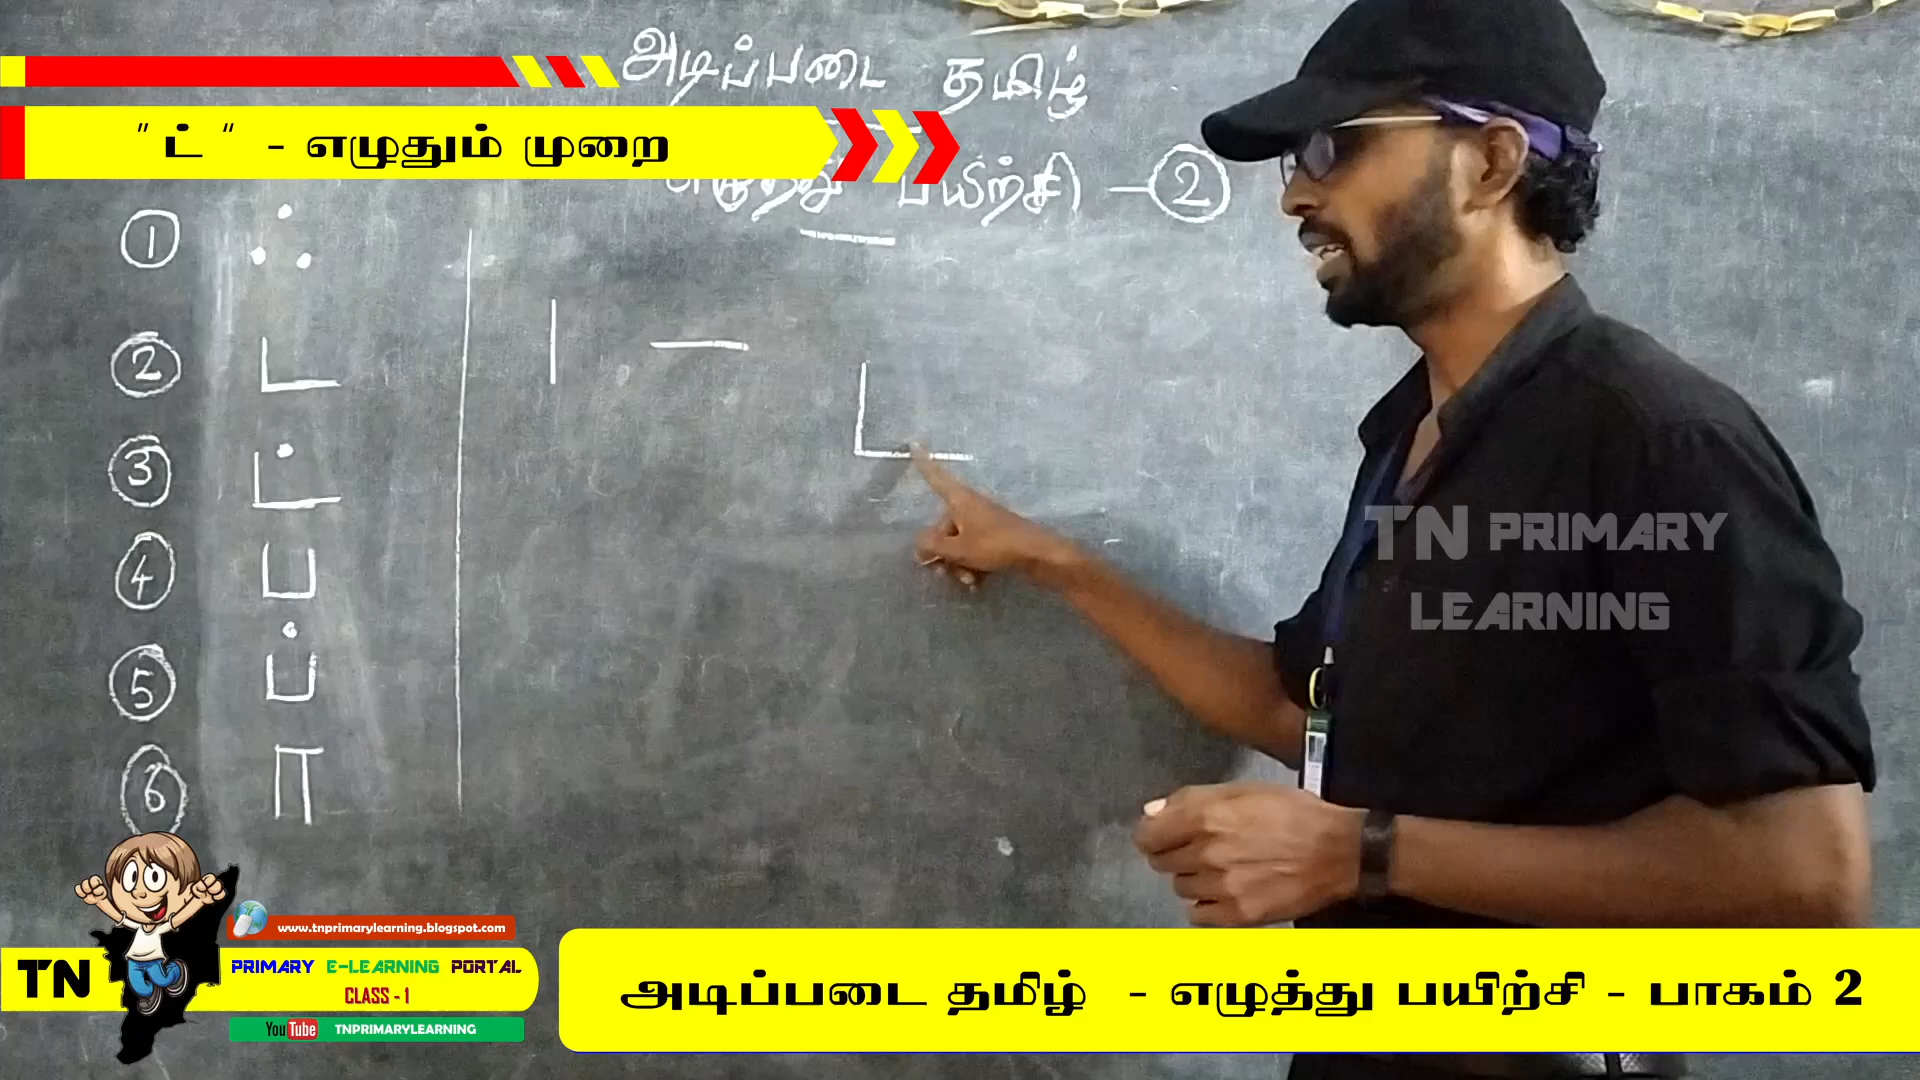 அடிப்படை தமிழ்
" ட் " - எழுதும் முறை
பயிற்சி - 2
1 ஃ
2 ட
3 ட்
4 ப
5 ப்
6 ா
TN PRIMARY
LEARNING
www.tnprimarylearning.blogspot.com
TN PRIMARY E-LEARNING PORTAL
CLASS - 1
YouTube TNPRIMARYLEARNING
அடிப்படை தமிழ் - எழுத்து பயிற்சி - பாகம் 2